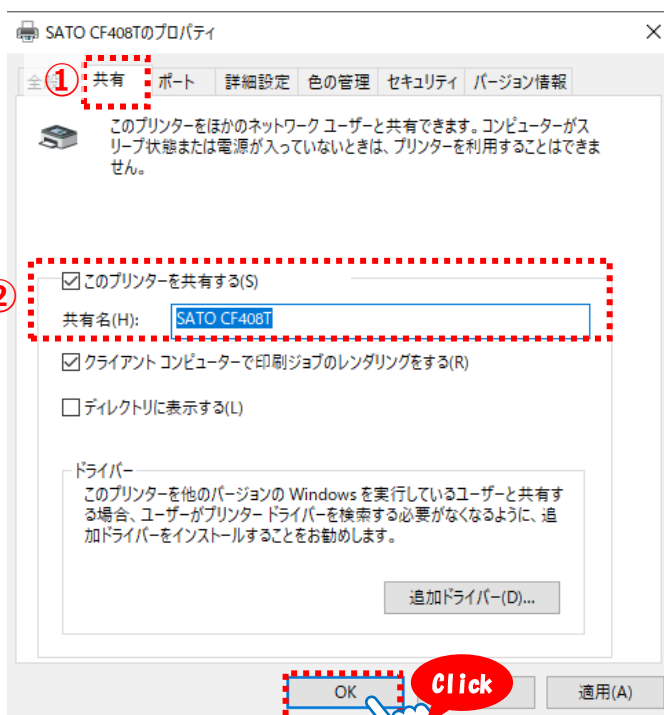 SATO CF408Tのプロパティ
① 共有 ポート 詳細設定 色の管理 セキュリティ バージョン情報
このプリンターをほかのネットワーク ユーザーと共有できます。コンピューターがス
リープ状態または電源が入っていないときは、プリンターを利用することはできま
せん。
②
このプリンターを共有する(S)
共有名(H): SATO CF408T
クライアント コンピューターで印刷ジョブのレンダリングをする(R)
ディレクトリに表示する(L)
ドライバー
このプリンターを他のバージョンの Windows を実行しているユーザーと共有す
る場合、ユーザーがプリンター ドライバーを検索する必要がなくなるように、追
加ドライバーをインストールすることをお勧めします。
追加ドライバー(D)...
OK Click 適用(A)